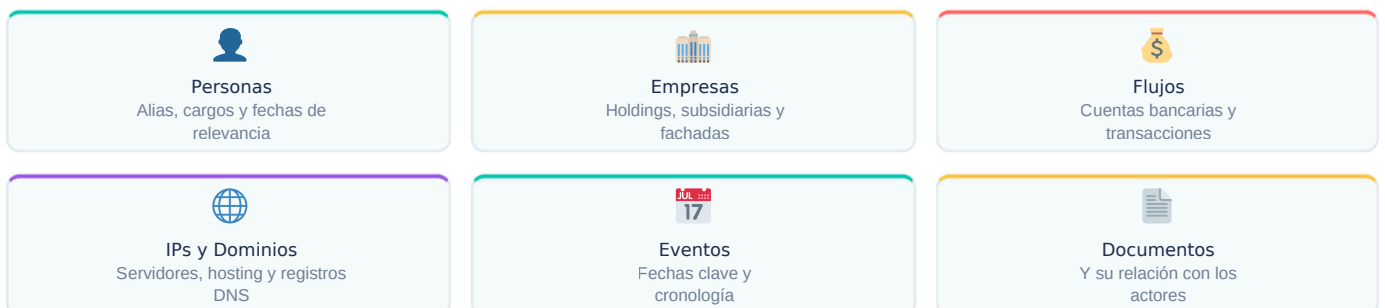 Personas
Alias, cargos y fechas de
relevancia
Empresas
Holdings, subsidiarias y
fachadas
Flujos
Cuentas bancarias y
transacciones
IPs y Dominios
Servidores, hosting y registros
DNS
JUL
17
Eventos
Fechas clave y
cronología
Documentos
Y su relación con los
actores